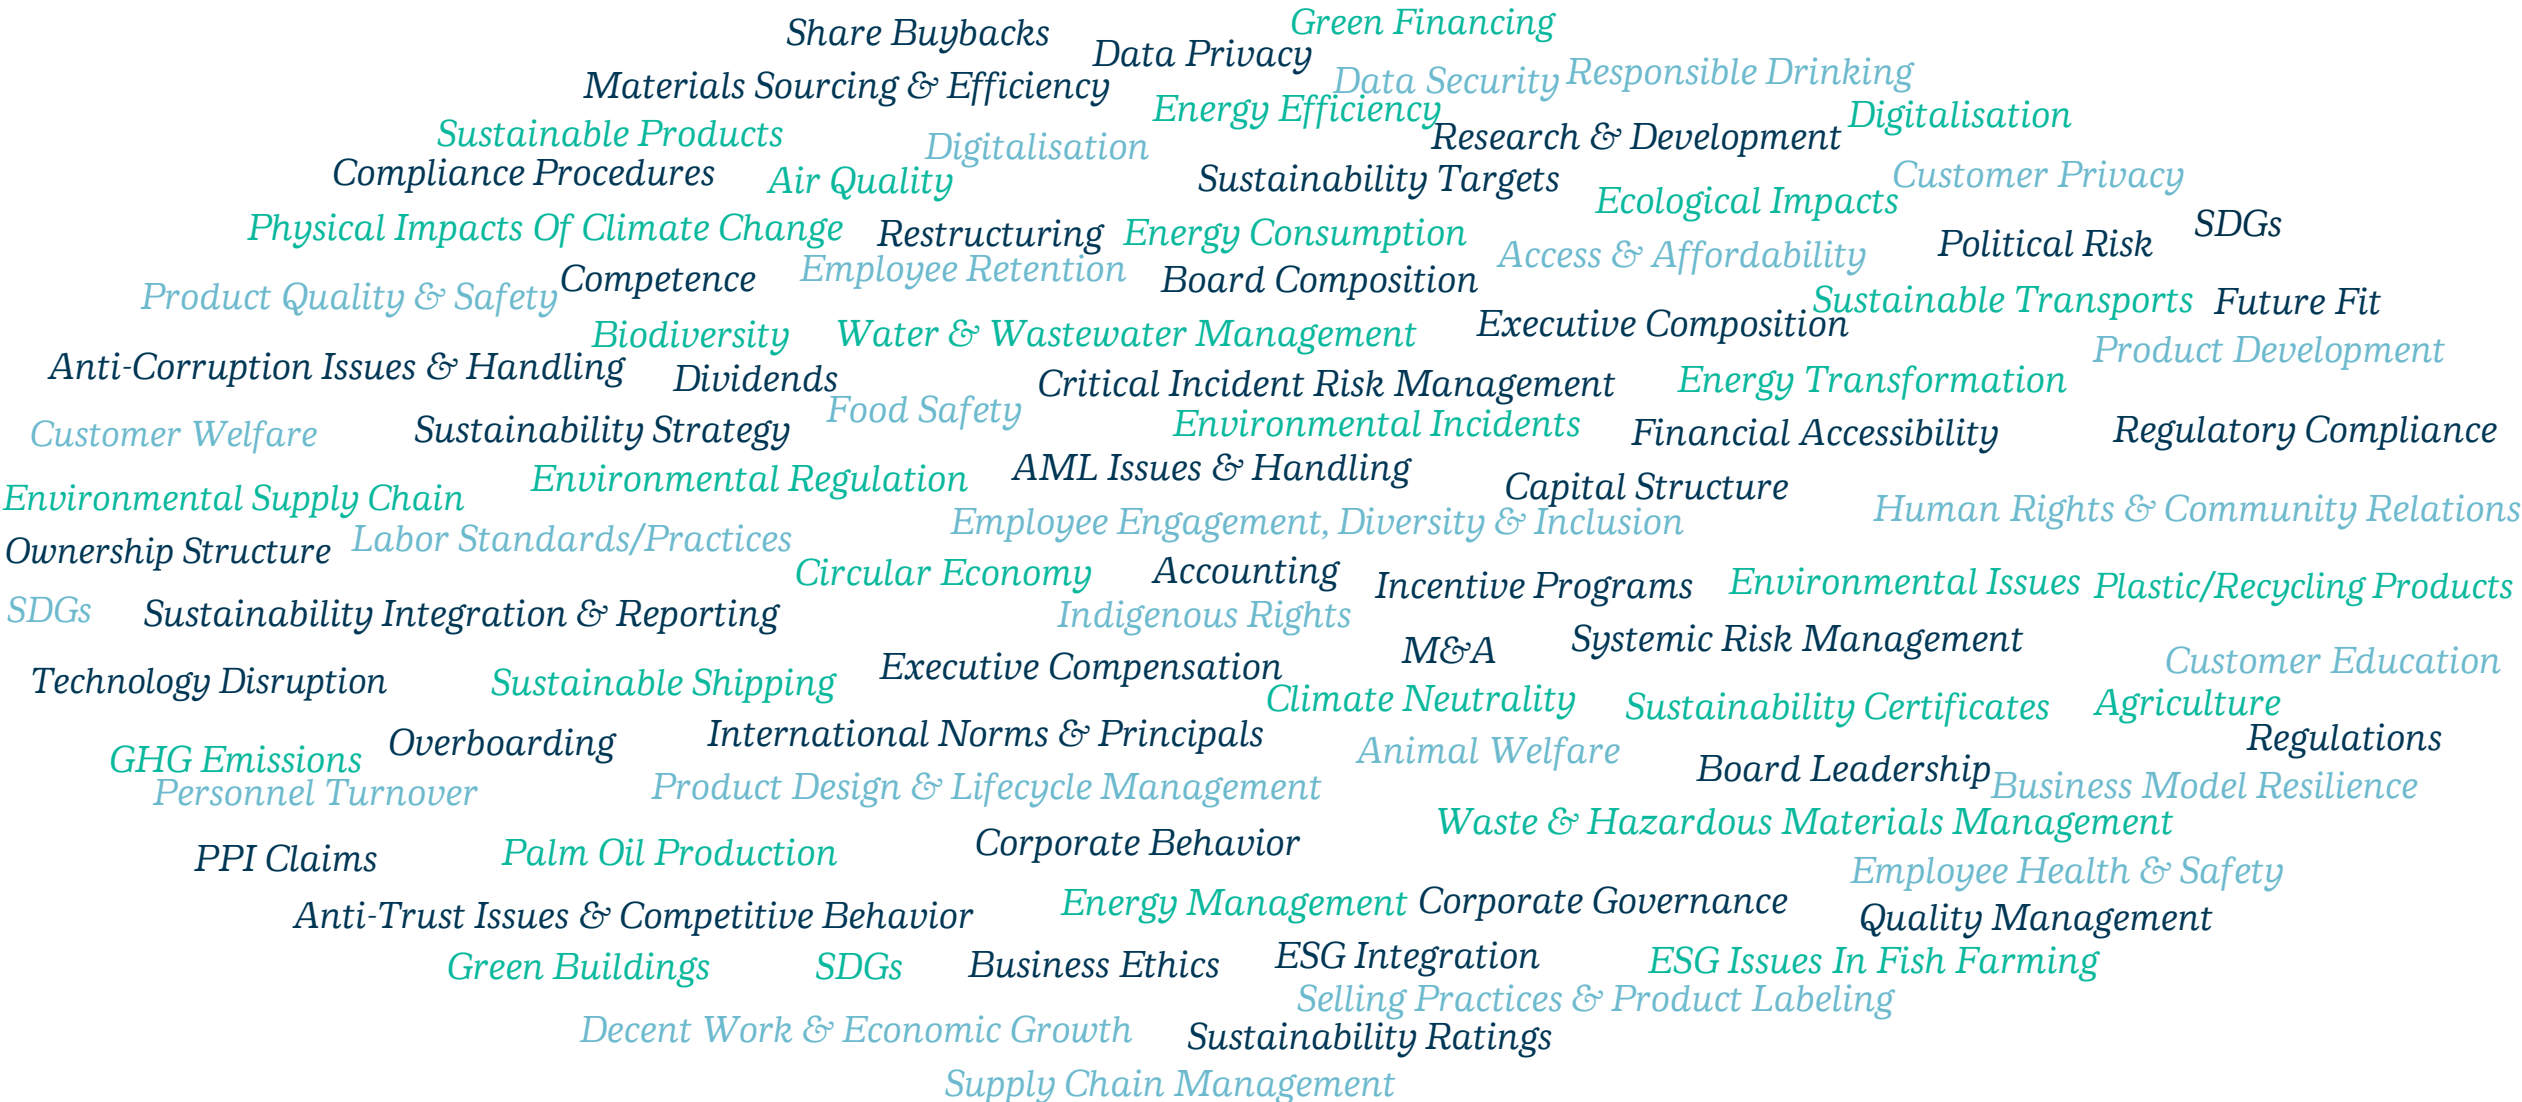 Green Financing
Share Buybacks
Data Privacy
Data Security
Responsible Drinking
Materials Sourcing & Efficiency
Energy Efficiency
Digitalisation
Sustainable Products
Digitalisation
Research & Development
Compliance Procedures
Air Quality
Sustainability Targets
Customer Privacy
Ecological Impacts
Physical Impacts Of Climate Change
Restructuring
Energy Consumption
SDGs
Access & Affordability
Political Risk
Product Quality & Safety
Competence
Employee Retention
Board Composition
Sustainable Transports
Future Fit
Biodiversity
Water & Wastewater Management
Executive Composition
Product Development
Anti-Corruption Issues & Handling
Dividends
Critical Incident Risk Management
Energy Transformation
Food Safety
Customer Welfare
Sustainability Strategy
Environmental Incidents
Financial Accessibility
Regulatory Compliance
Environmental Regulation
AML Issues & Handling
Capital Structure
Environmental Supply Chain
Human Rights & Community Relations
Employee Engagement, Diversity & Inclusion
Ownership Structure
Labor Standards/Practices
Circular Economy
Accounting
Incentive Programs
Environmental Issues
Plastic/Recycling Products
SDGs
Sustainability Integration & Reporting
Indigenous Rights
M&A
Systemic Risk Management
Customer Education
Technology Disruption
Sustainable Shipping
Executive Compensation
Climate Neutrality
Sustainability Certificates
Agriculture
Overboarding
International Norms & Principals
Regulations
GHG Emissions
Animal Welfare
Board Leadership
Personnel Turnover
Product Design & Lifecycle Management
Business Model Resilience
Waste & Hazardous Materials Management
PPI Claims
Palm Oil Production
Corporate Behavior
Employee Health & Safety
Anti-Trust Issues & Competitive Behavior
Energy Management
Corporate Governance
Quality Management
Green Buildings
SDGs
Business Ethics
ESG Integration
ESG Issues In Fish Farming
Selling Practices & Product Labeling
Decent Work & Economic Growth
Sustainability Ratings
Supply Chain Management